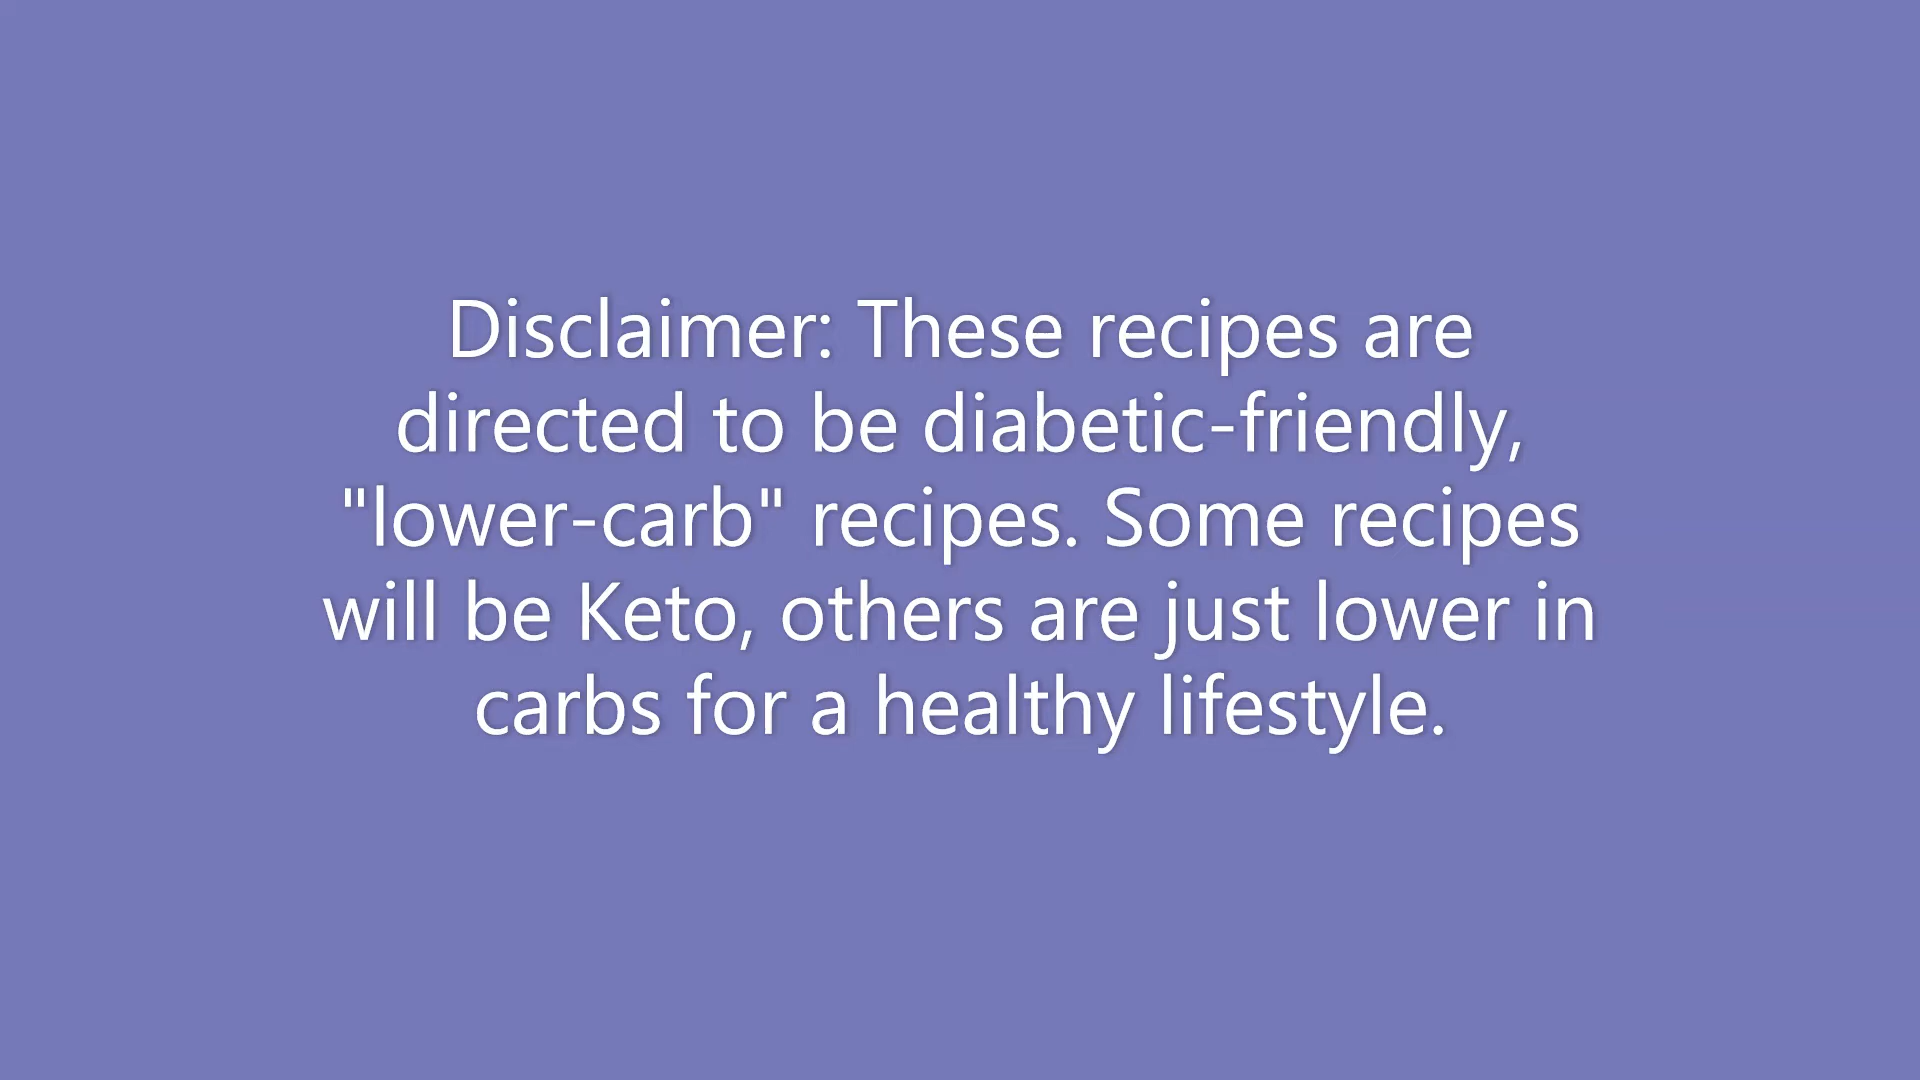 Disclaimer: These recipes are
directed to be diabetic-friendly,
"lower-carb" recipes. Some recipes
will be Keto, others are just lower in
carbs for a healthy lifestyle.